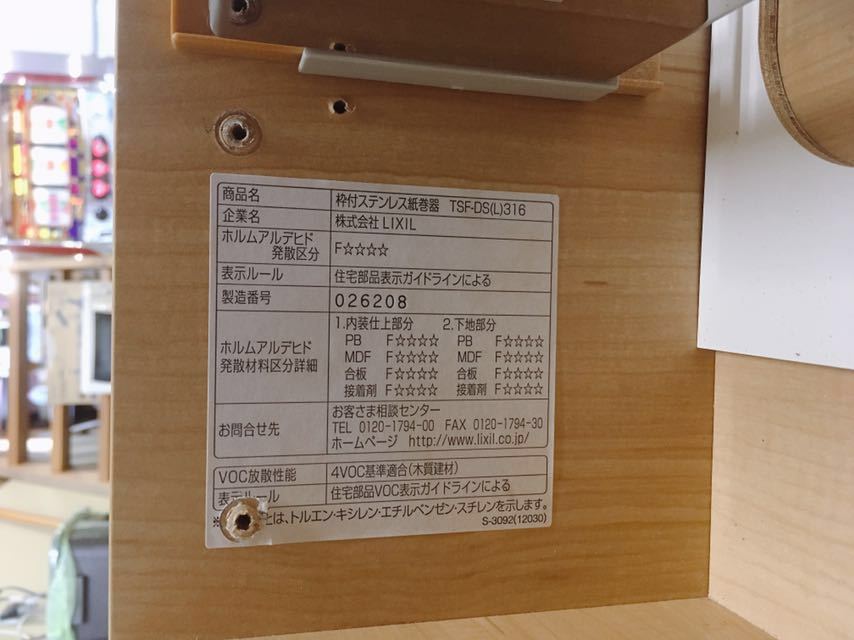 商品名 枠付ステンレス紙巻器 TSF-DS(L)316
企業名 株式会社 LIXIL
ホルムアルデヒド
発散区分 F☆☆☆☆
表示ルール 住宅部品表示ガイドラインによる
製造番号 026208
ホルムアルデヒド
発散材料区分詳細
1.内装仕上部分 2.下地部分
PB F☆☆☆☆ PB F☆☆☆☆
MDF F☆☆☆☆ MDF F☆☆☆☆
合板 F☆☆☆☆ 合板 F☆☆☆☆
接着剤 F☆☆☆☆ 接着剤 F☆☆☆☆
お問合せ先
お客さま相談センター
TEL 0120-1794-00 FAX 0120-1794-30
ホームページ http://www.lixil.co.jp/
VOC放散性能 4VOC基準適合(木質建材)
表示ルール 住宅部品VOC表示ガイドラインによる
※ とは、トルエン・キシレン・エチルベンゼン・スチレンを示します。
S-3092(12030)